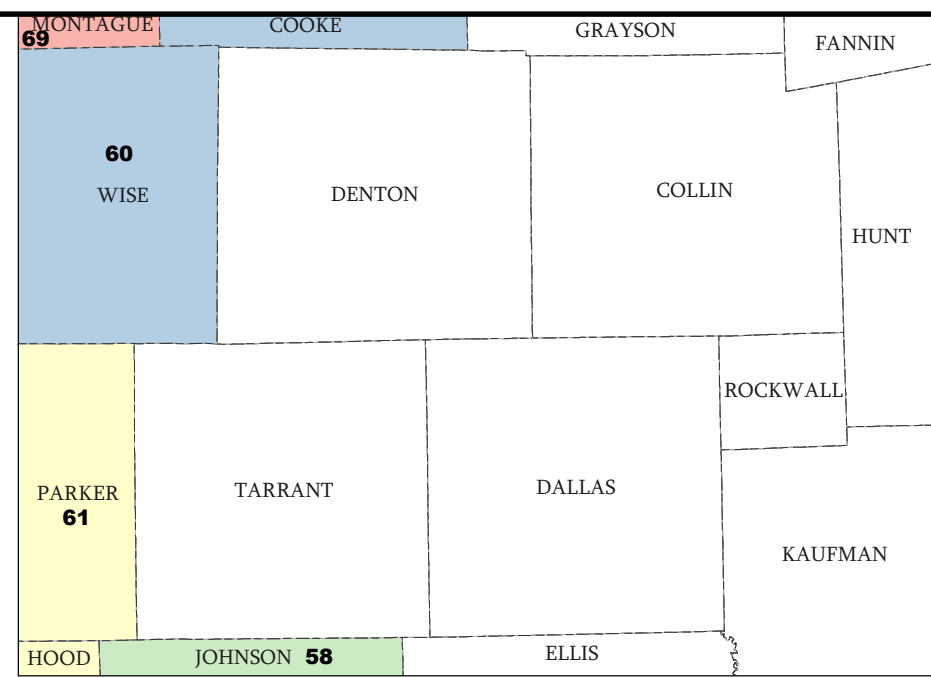 MONTAGUE
69
COOKE
GRAYSON
FANNIN
60
WISE
DENTON
COLLIN
HUNT
ROCKWALL
PARKER
61
TARRANT
DALLAS
KAUFMAN
HOOD
JOHNSON 58
ELLIS